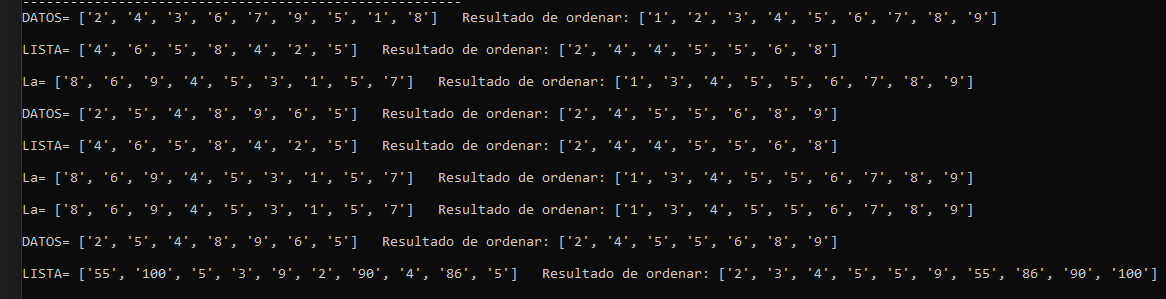 DATOS= ['2', '4', '3', '6', '7', '9', '5', '1', '8']   Resultado de ordenar: ['1', '2', '3', '4', '5', '6', '7', '8', '9']
LISTA= ['4', '6', '5', '8', '4', '2', '5']   Resultado de ordenar: ['2', '4', '4', '5', '5', '6', '8']
La= ['8', '6', '9', '4', '5', '3', '1', '5', '7']   Resultado de ordenar: ['1', '3', '4', '5', '5', '6', '7', '8', '9']
DATOS= ['2', '5', '4', '8', '9', '6', '5']   Resultado de ordenar: ['2', '4', '5', '5', '6', '8', '9']
LISTA= ['4', '6', '5', '8', '4', '2', '5']   Resultado de ordenar: ['2', '4', '4', '5', '5', '6', '8']
La= ['8', '6', '9', '4', '5', '3', '1', '5', '7']   Resultado de ordenar: ['1', '3', '4', '5', '5', '6', '7', '8', '9']
La= ['8', '6', '9', '4', '5', '3', '1', '5', '7']   Resultado de ordenar: ['1', '3', '4', '5', '5', '6', '7', '8', '9']
DATOS= ['2', '5', '4', '8', '9', '6', '5']   Resultado de ordenar: ['2', '4', '5', '5', '6', '8', '9']
LISTA= ['55', '100', '5', '3', '9', '2', '90', '4', '86', '5']   Resultado de ordenar: ['2', '3', '4', '5', '5', '9', '55', '86', '90', '100']